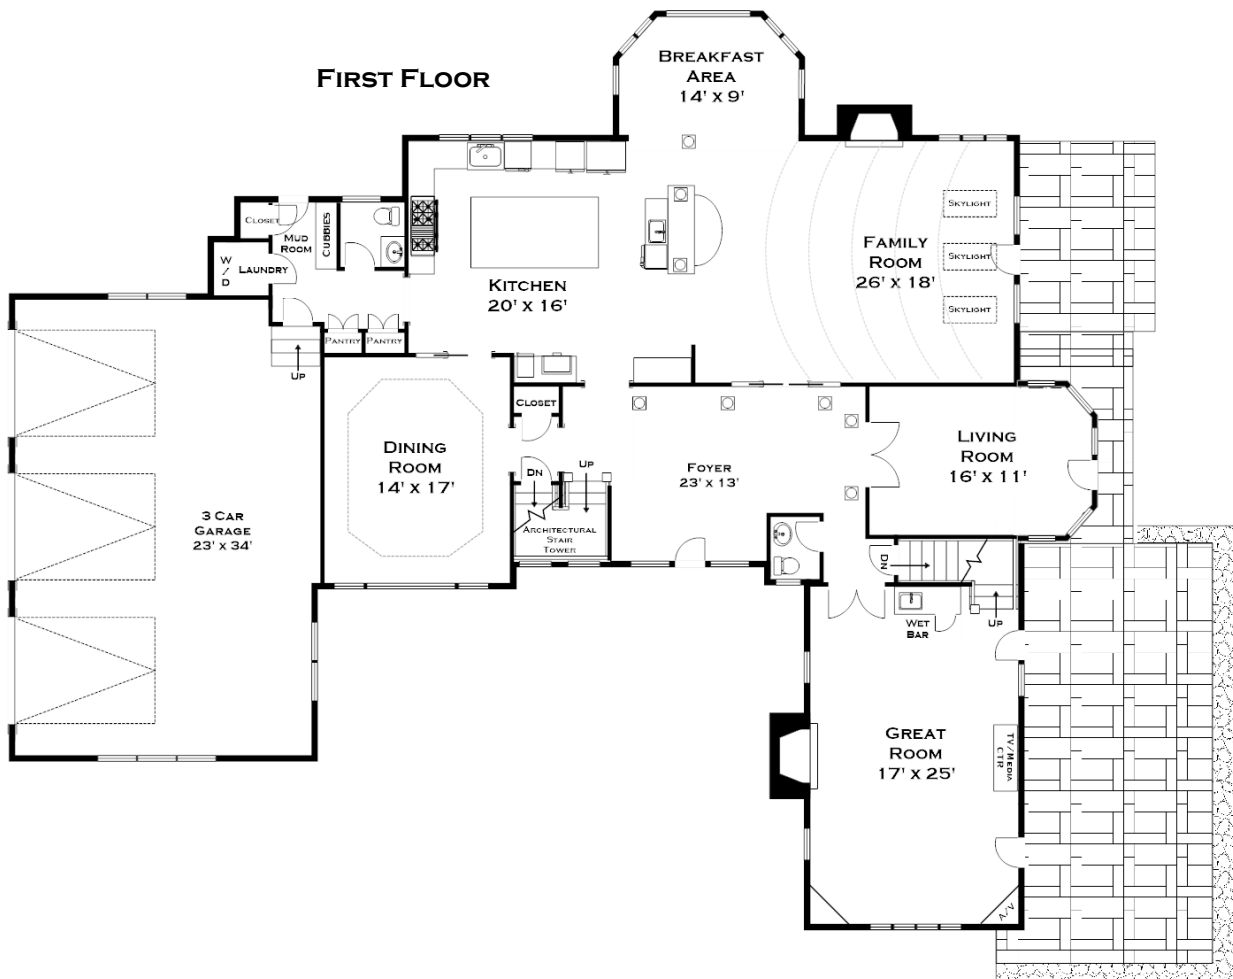 FIRST FLOOR
BREAKFAST
AREA
14' X 9'
CLOSET
MUD
ROOM
CUBBIES
W/D
LAUNDRY
KITCHEN
20' X 16'
FAMILY
ROOM
26' X 18'
SKYLIGHT
SKYLIGHT
SKYLIGHT
PANTRY
PANTRY
UP
CLOSET
DINING
ROOM
14' X 17'
DN
UP
ARCHITECTURAL
STAIR
TOWER
FOYER
23' X 13'
LIVING
ROOM
16' X 11'
3 CAR
GARAGE
23' X 34'
DN
UP
WET
BAR
GREAT
ROOM
17' X 25'
TV/MEDIA
CTR
A/V